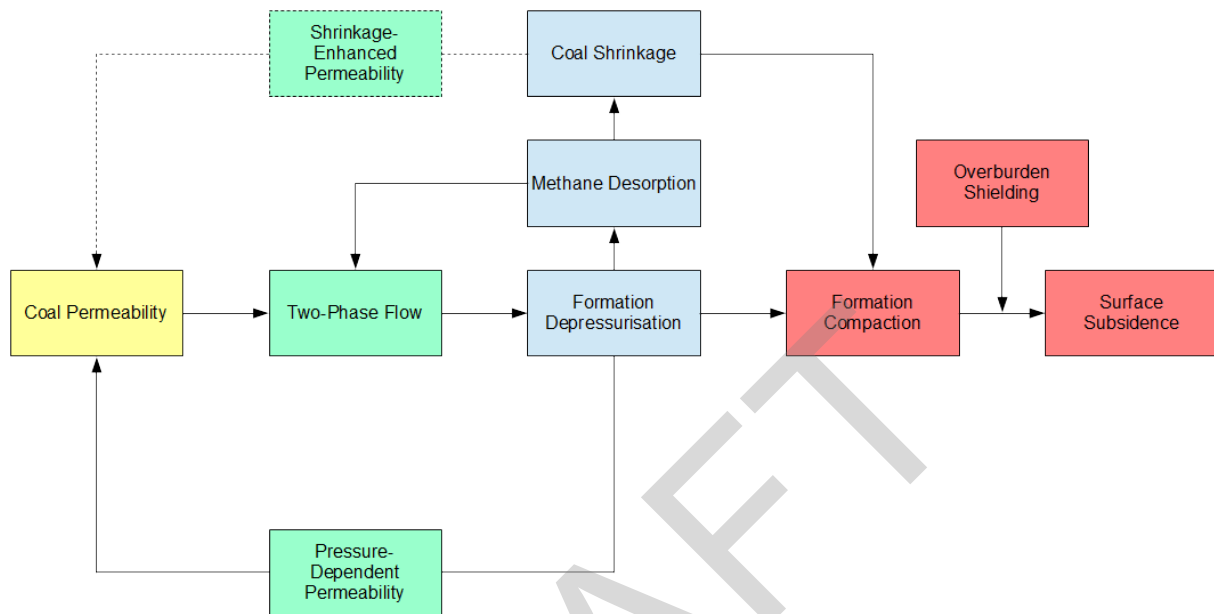 Shrinkage-
Enhanced
Permeability
Coal Shrinkage
Methane Desorption
Overburden
Shielding
Coal Permeability
Two-Phase Flow
Formation
Depressurisation
Formation
Compaction
Surface
Subsidence
Pressure-
Dependent
Permeability
AFT